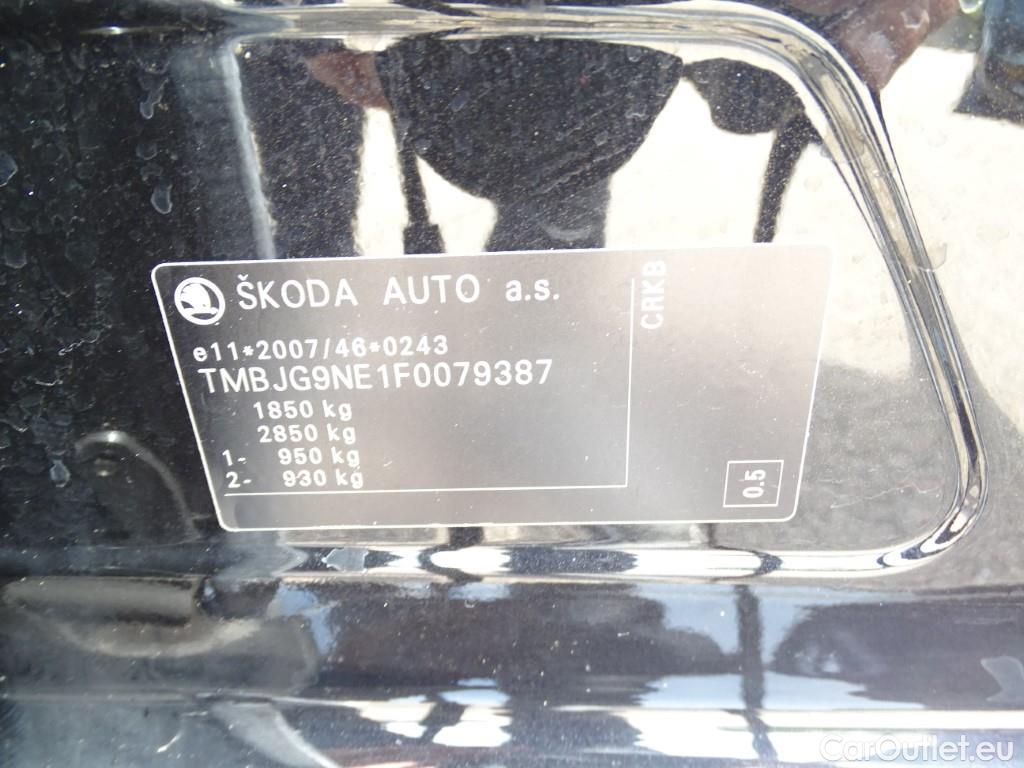 ŠKODA AUTO a.s.
e11*2007/46*0243
TMBJG9NE1F0079387
1850 kg
2850 kg
1- 950 kg
2- 930 kg
CRKB
0.5
CarOutlet.eu